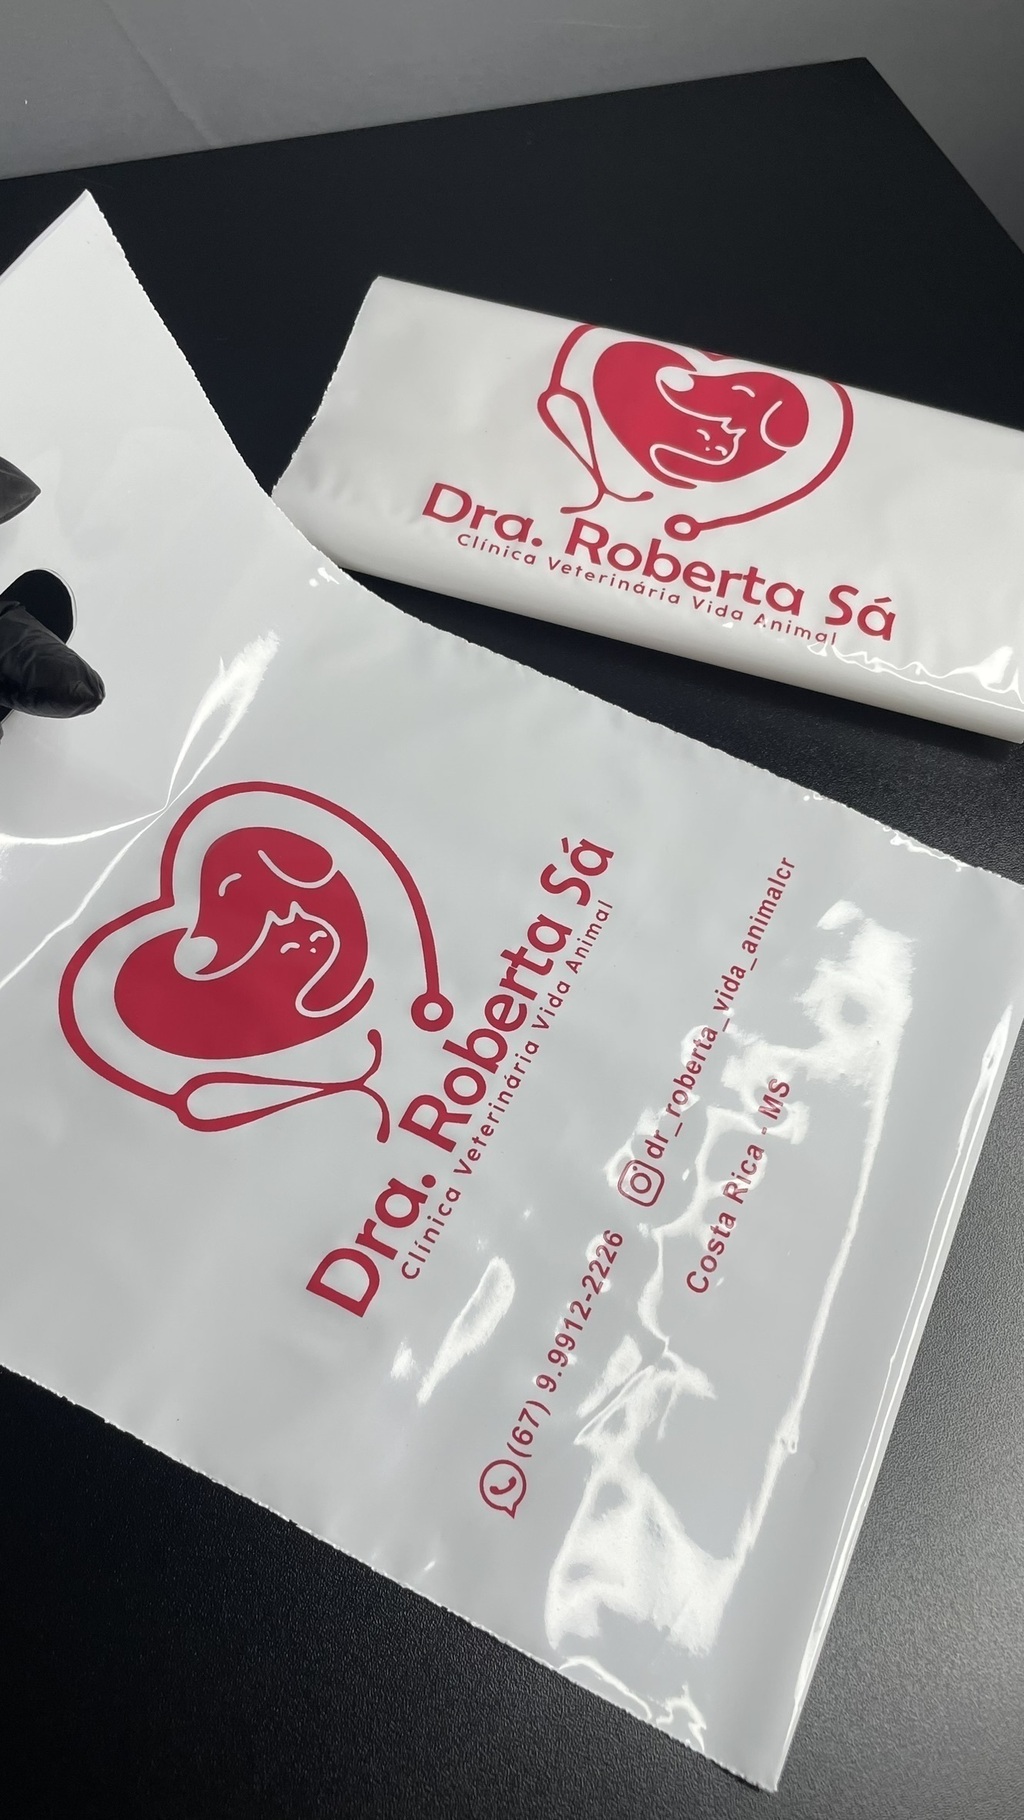 Dra. Roberta Sá
Clínica Veterinária Vida Animal
Dra. Roberta Sá
Clínica Veterinária Vida Animal
(67) 9.9912-2226 dr_roberta_vida_animalcr
Costa Rica - MS